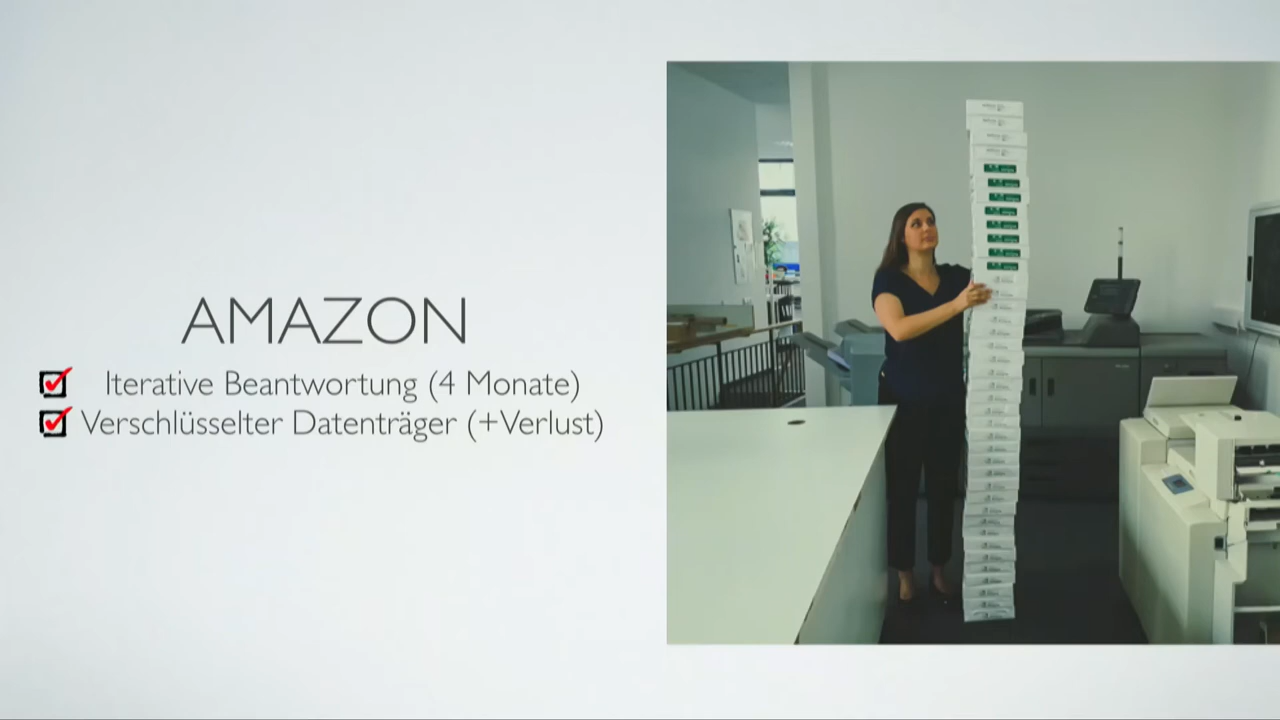 AMAZON
Iterative Beantwortung (4 Monate)
Verschlüsselter Datenträger (+Verlust)